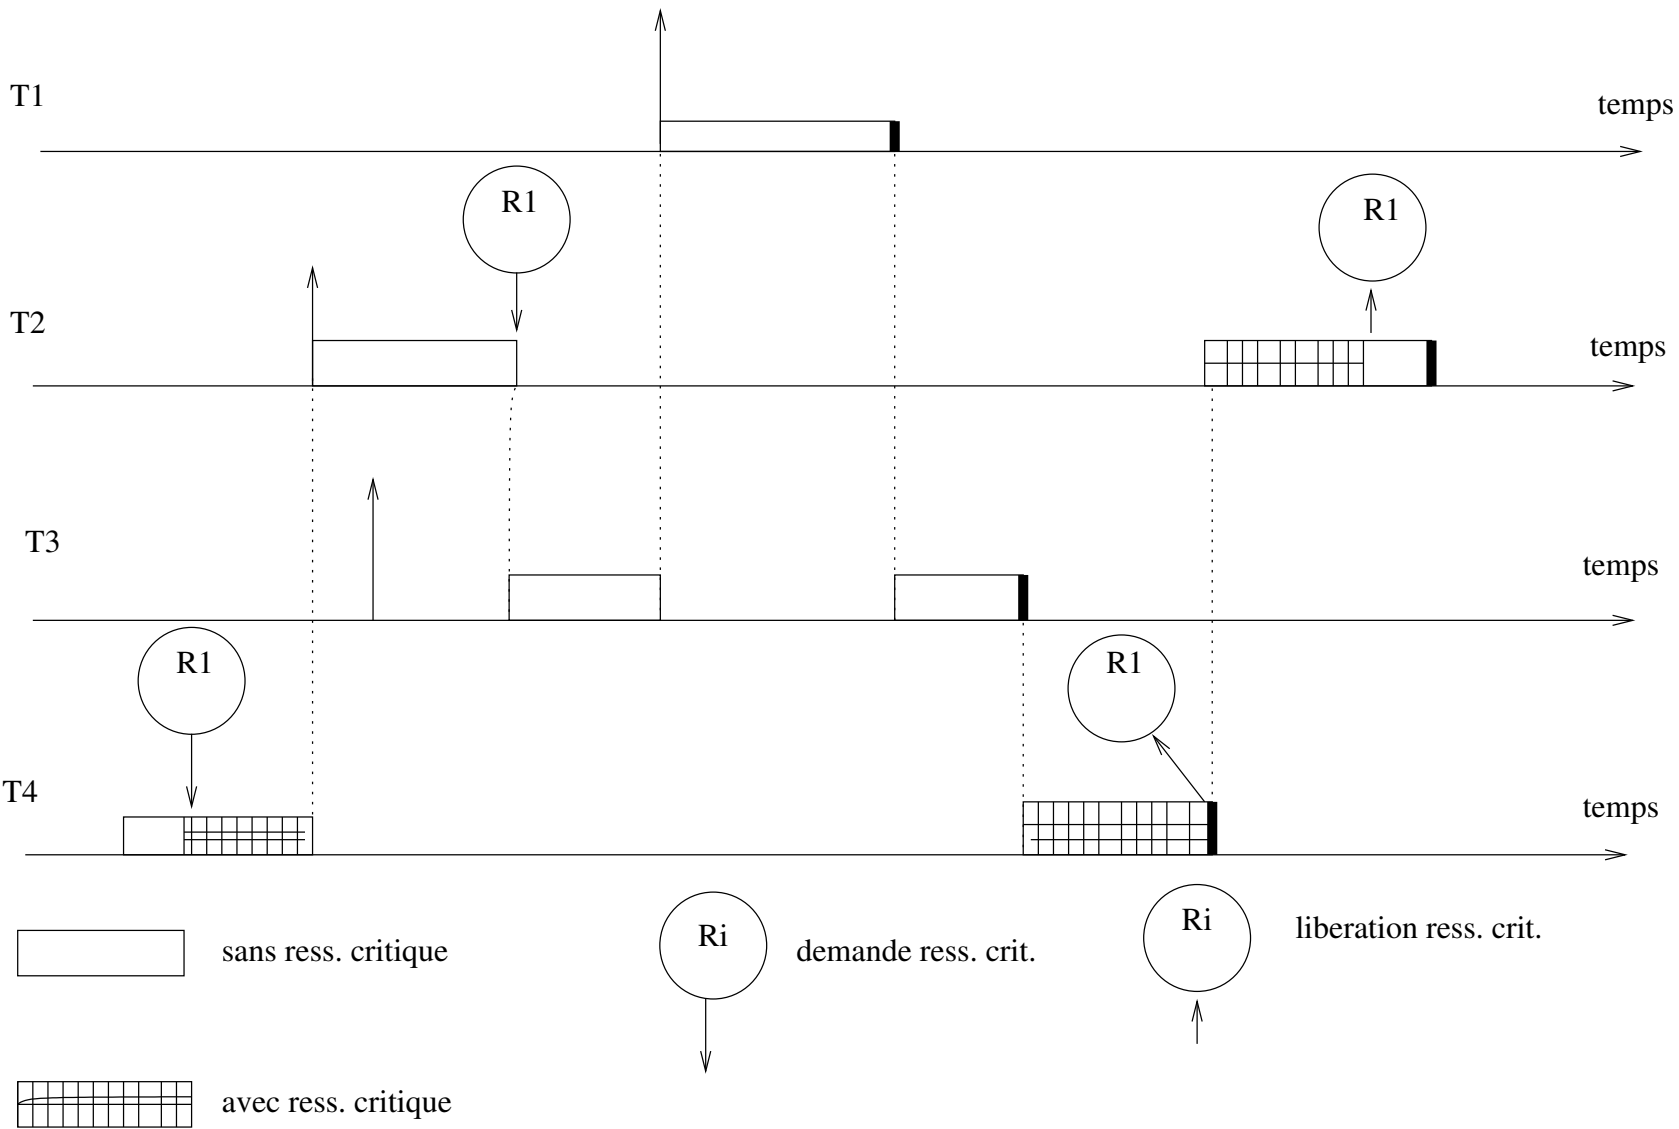 T1
temps
R1
R1
T2
temps
T3
temps
R1
R1
T4
temps
sans ress. critique
Ri
demande ress. crit.
Ri
liberation ress. crit.
avec ress. critique